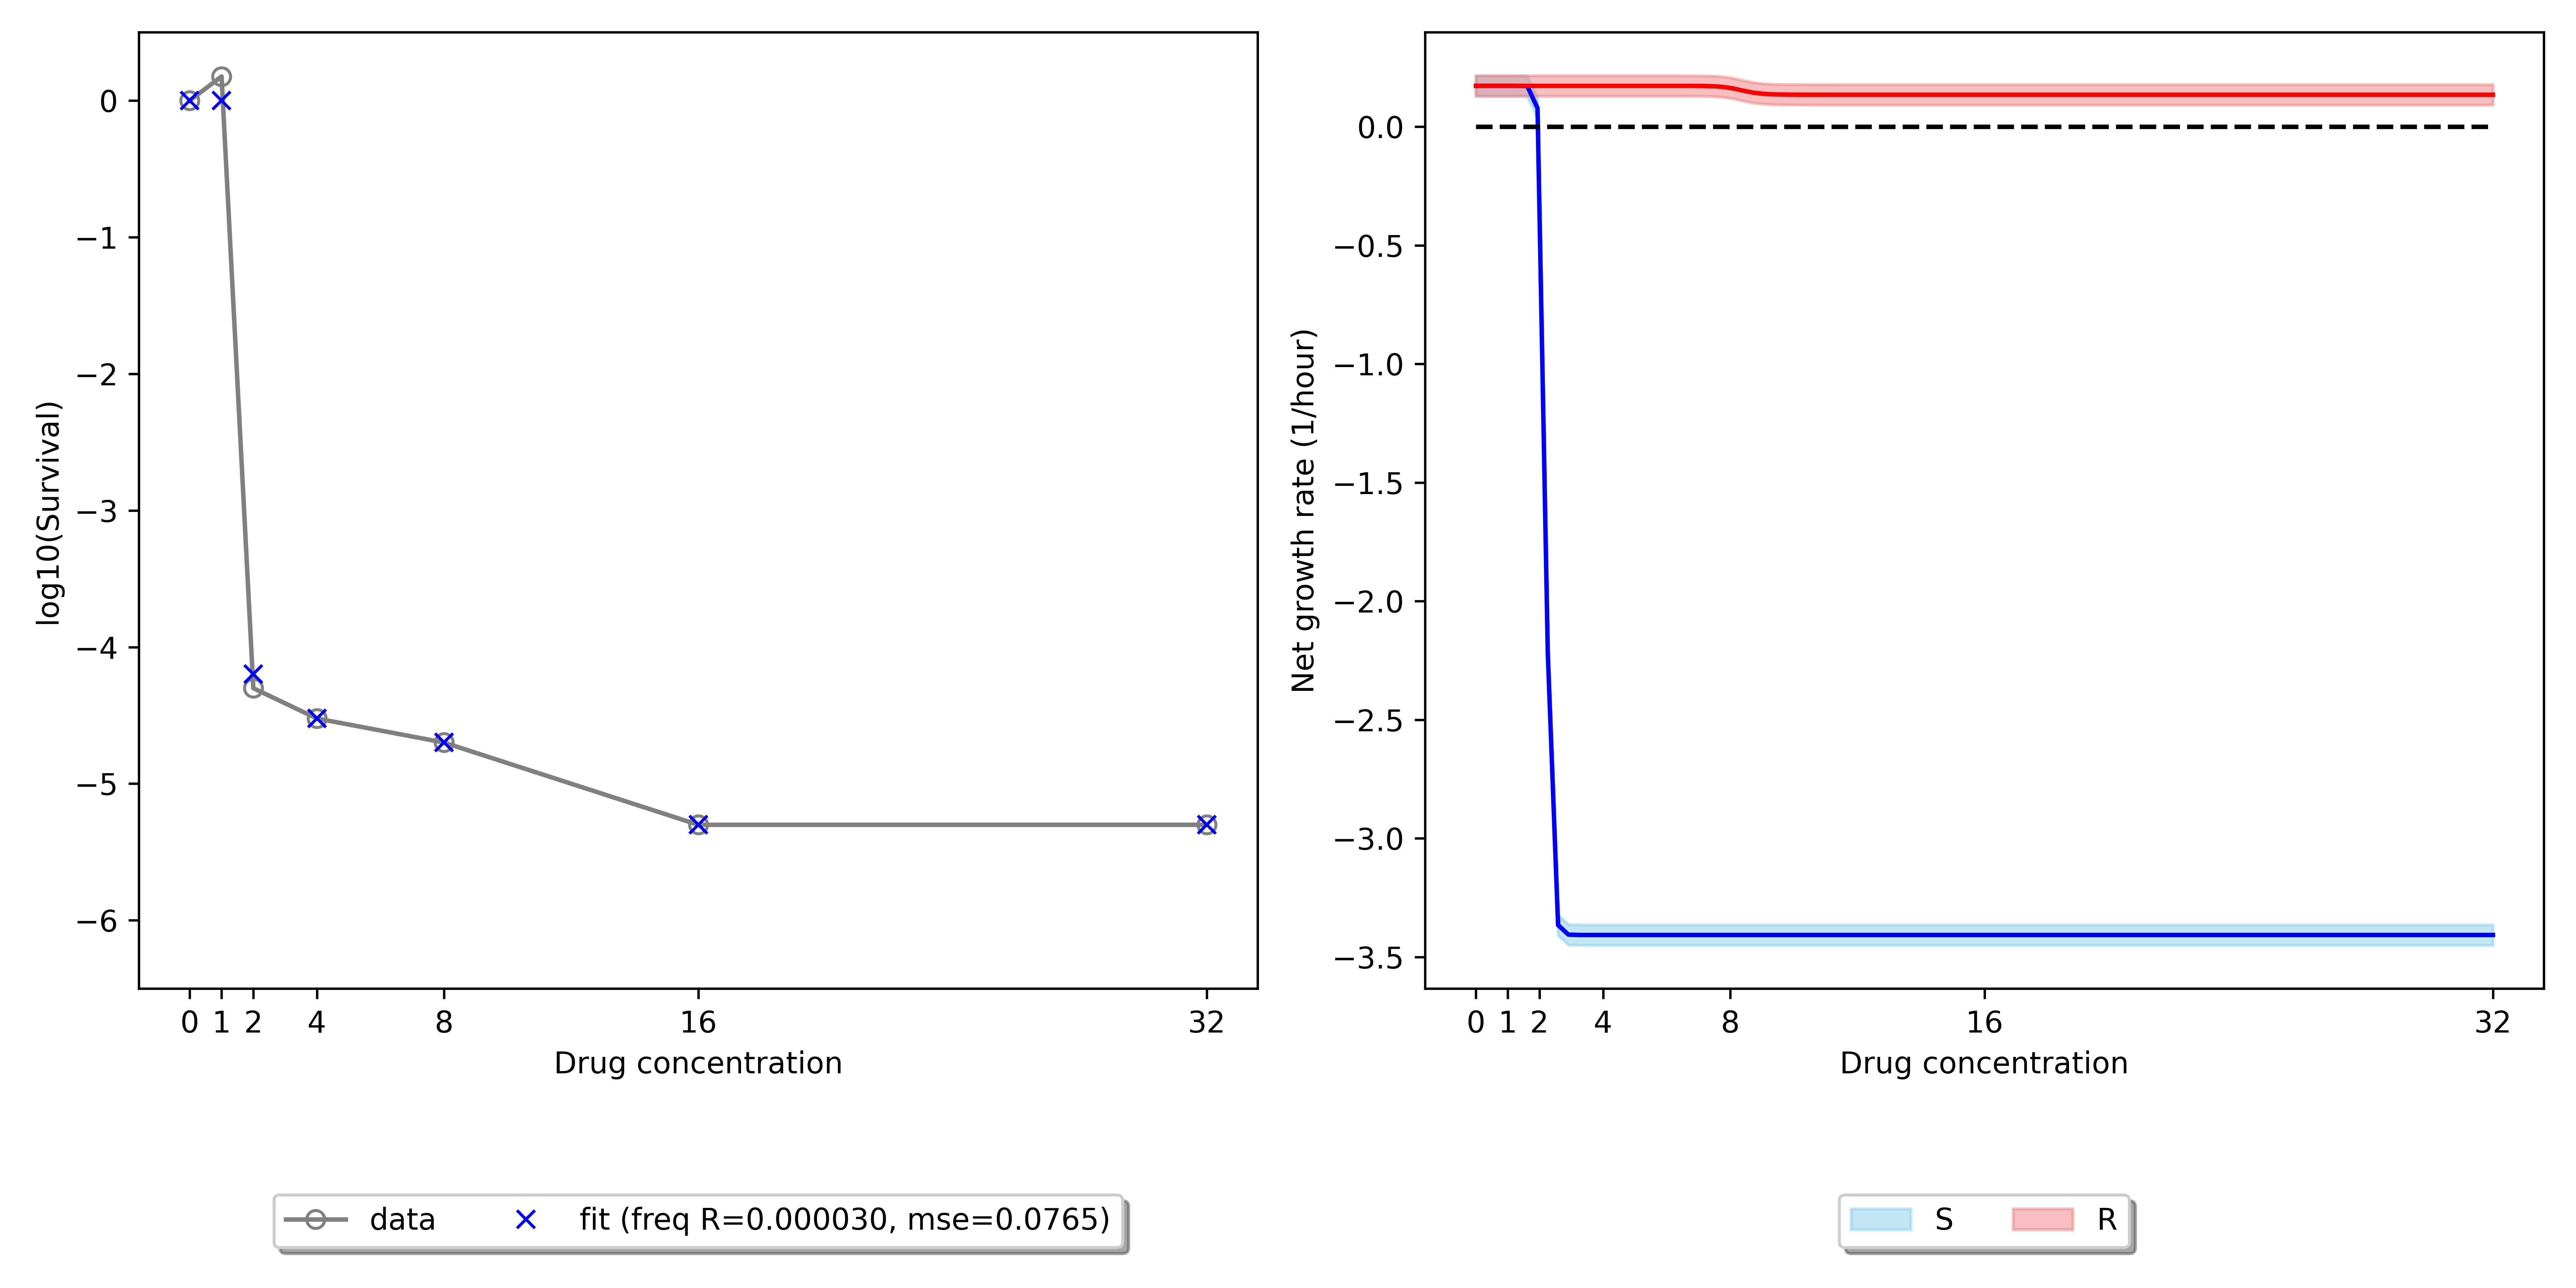 log10(Survival)
0
−1
−2
−3
−4
−5
−6
0 1 2 4 8 16 32
Drug concentration
data fit (freq R=0.000030, mse=0.0765)
Net growth rate (1/hour)
0.0
−0.5
−1.0
−1.5
−2.0
−2.5
−3.0
−3.5
0 1 2 4 8 16 32
Drug concentration
S R